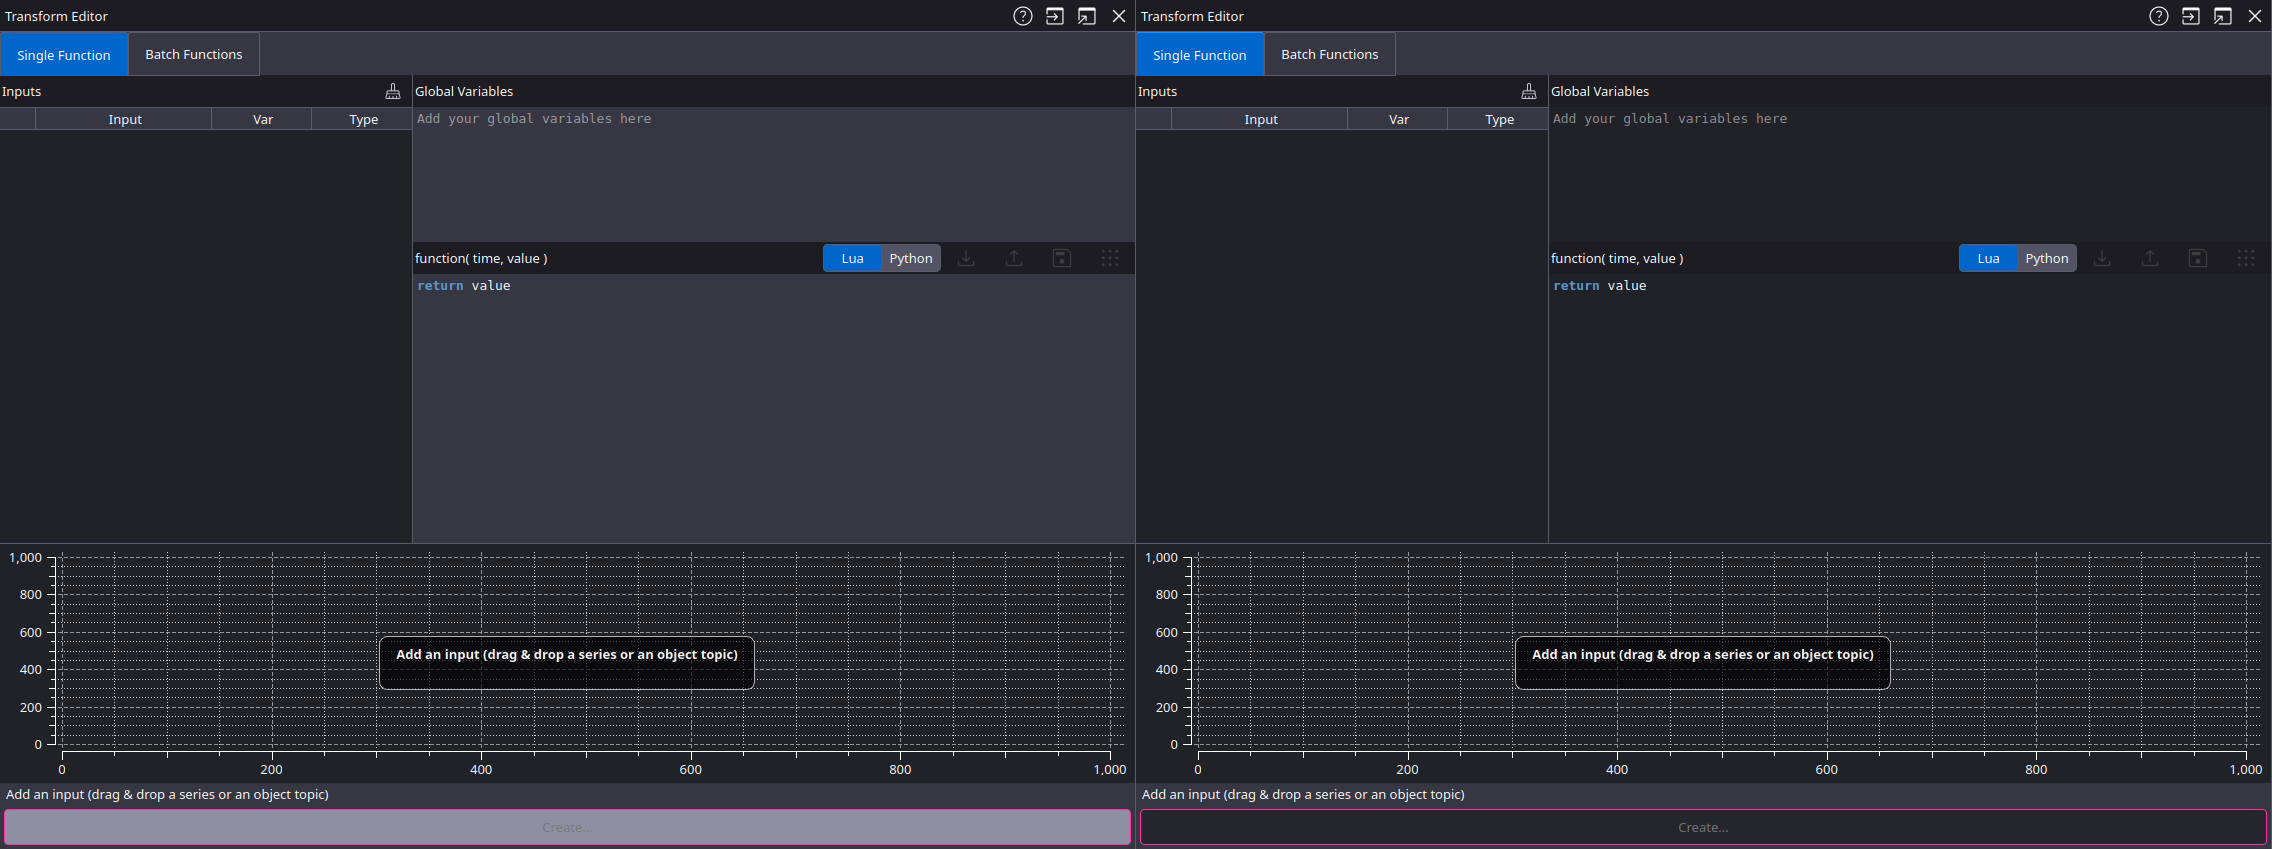 Transform Editor
Single Function
Batch Functions
Inputs
Global Variables
Input
Var
Type
Add your global variables here
function( time, value )
Lua
Python
return value
1,000
800
600
400
200
0
Add an input (drag & drop a series or an object topic)
0
200
400
600
800
1,000
Add an input (drag & drop a series or an object topic)
Create...
Transform Editor
Single Function
Batch Functions
Inputs
Global Variables
Input
Var
Type
Add your global variables here
function( time, value )
Lua
Python
return value
1,000
800
600
400
200
0
Add an input (drag & drop a series or an object topic)
0
200
400
600
800
1,000
Add an input (drag & drop a series or an object topic)
Create...